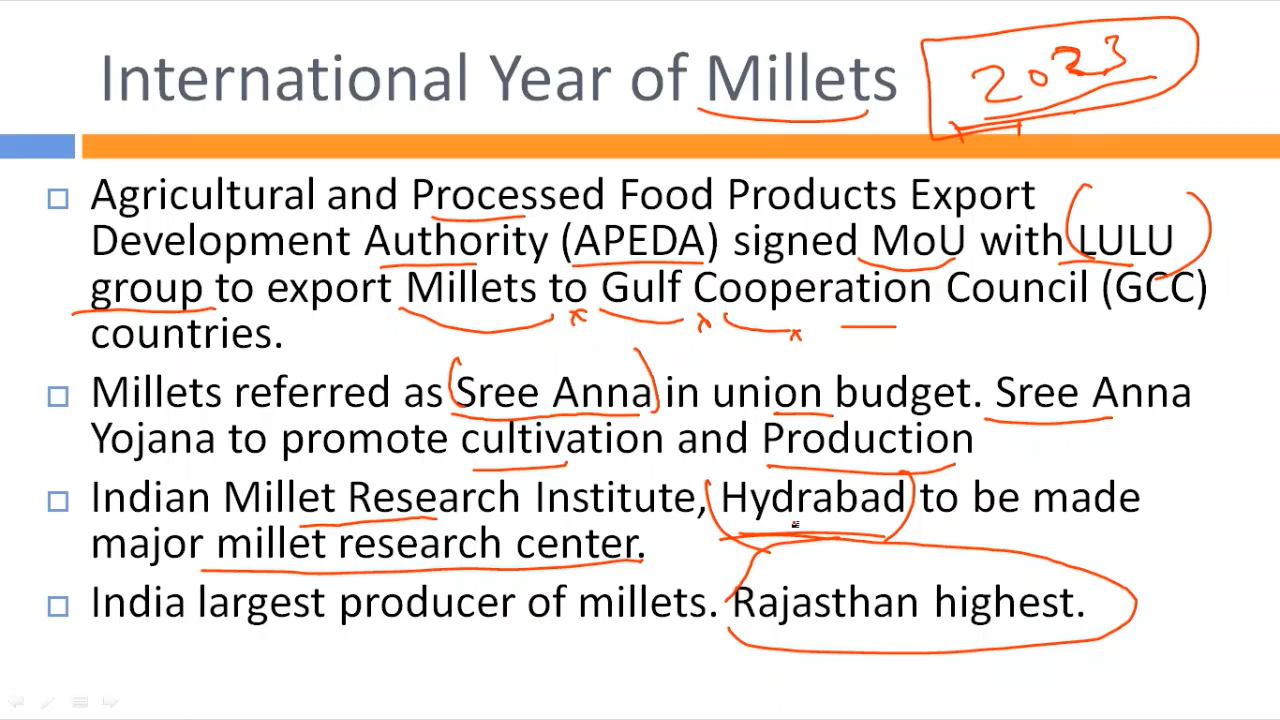 International Year of Millets 2023
Agricultural and Processed Food Products Export
Development Authority (APEDA) signed MoU with LULU
group to export Millets to Gulf Cooperation Council (GCC)
countries.
Millets referred as Sree Anna in union budget. Sree Anna
Yojana to promote cultivation and Production
Indian Millet Research Institute, Hydrabad to be made
major millet research center.
India largest producer of millets. Rajasthan highest.